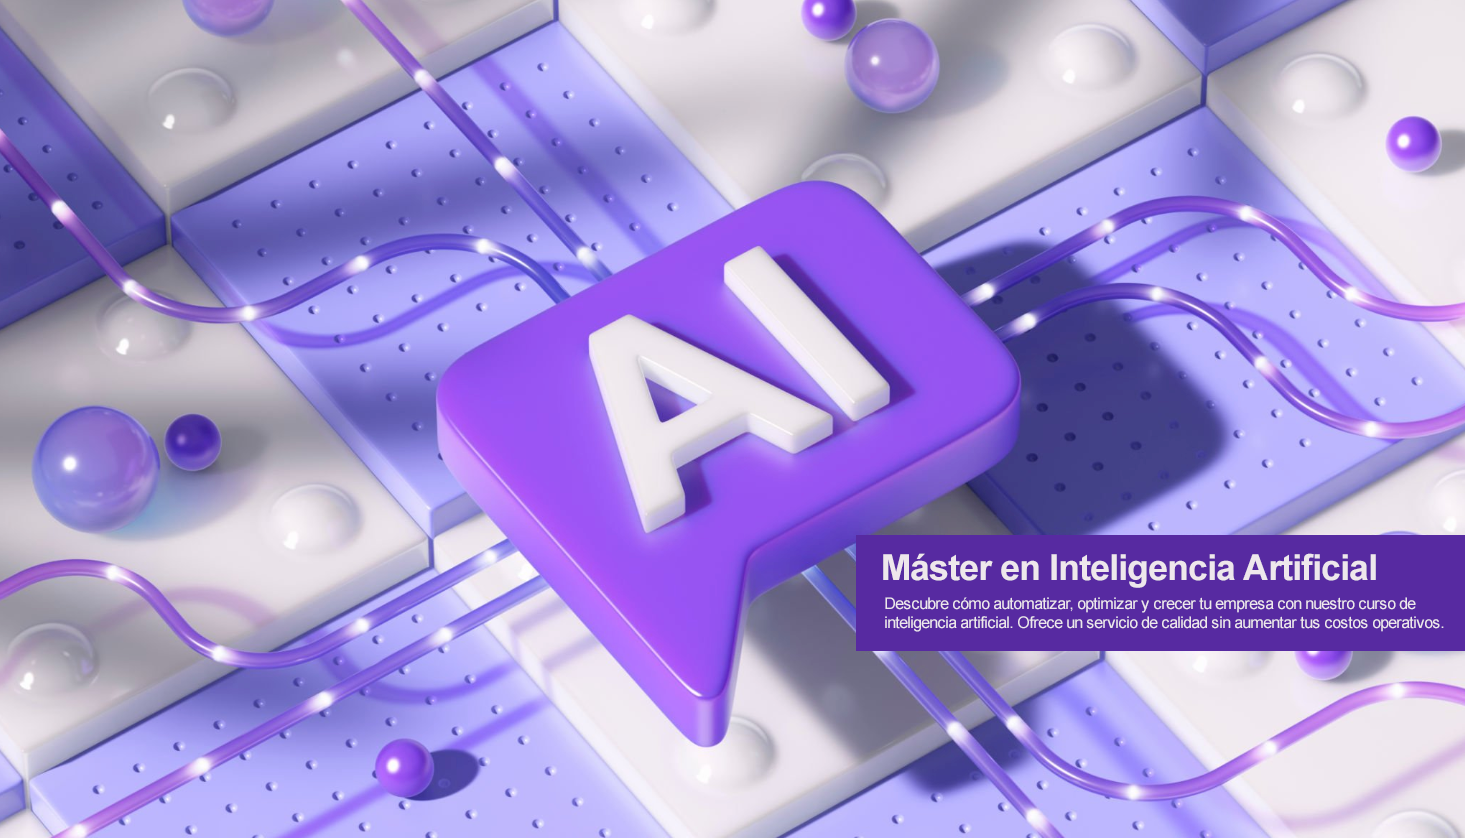 AI
Máster en Inteligencia Artificial
Descubre cómo automatizar, optimizar y crecer tu empresa con nuestro curso de
inteligencia artificial. Ofrece un servicio de calidad sin aumentar tus costos operativos.